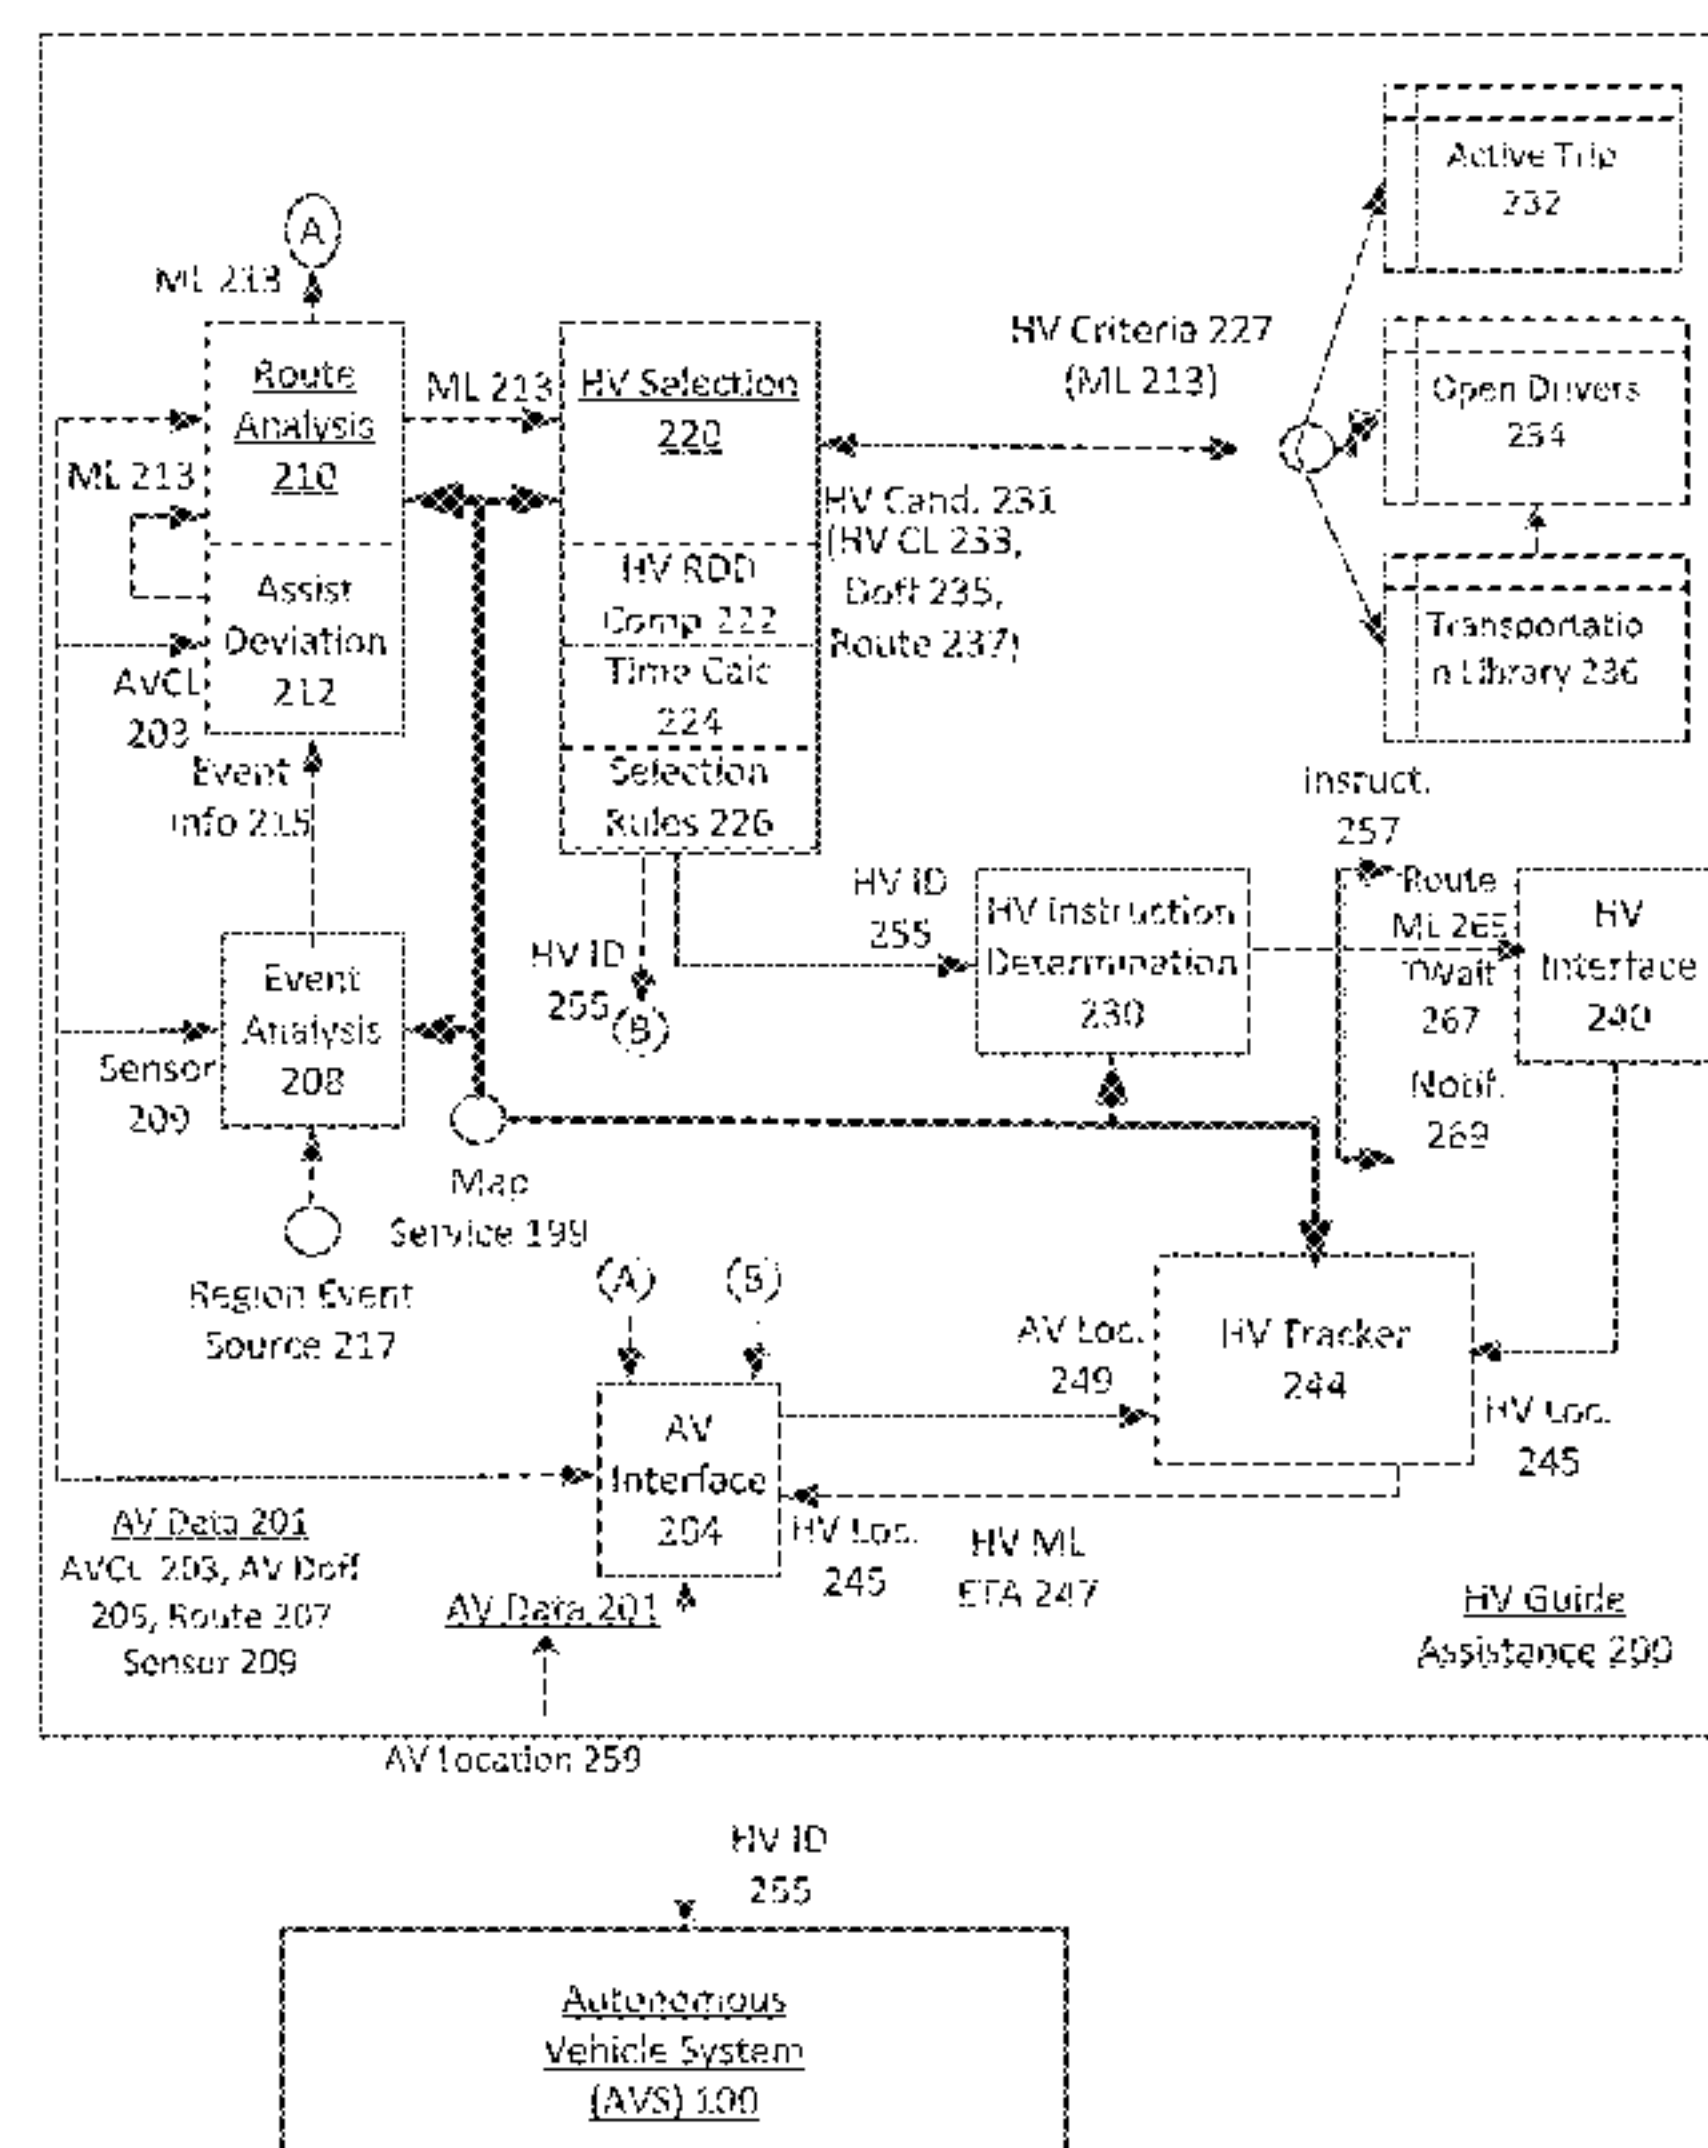 Active Trip
232
A
ML 213
Route
Analysis
210
ML 213
HV Selection
220
HV Criteria 227
(ML 213)
Open Drivers
234
ML 213
HV Cand. 231
(HV CL 233,
Doff 235,
Route 237)
Assist
Deviation
212
HV RDD
Comp 222
Time Calc
224
Selection
Rules 226
Transportatio
n Library 236
AVCL
203
Event
Info 215
Instruct.
257
HV ID
255
HV Instruction
Determination
230
Route
ML 265
TWait
267
Notif.
269
HV
Interface
240
HV ID
255
B
Event
Analysis
208
Sensor
209
Map
Service 199
Region Event
Source 217
(A)
(B)
AV Loc.
249
HV Tracker
244
AV
Interface
204
HV Loc.
245
HV Loc.
245
HV ML
ETA 247
AV Data 201
AVCL 203, AV Doff
205, Route 207
Sensor 209
AV Data 201
HV Guide
Assistance 200
AV Location 259
HV ID
255
Autonomous
Vehicle System
(AVS) 100